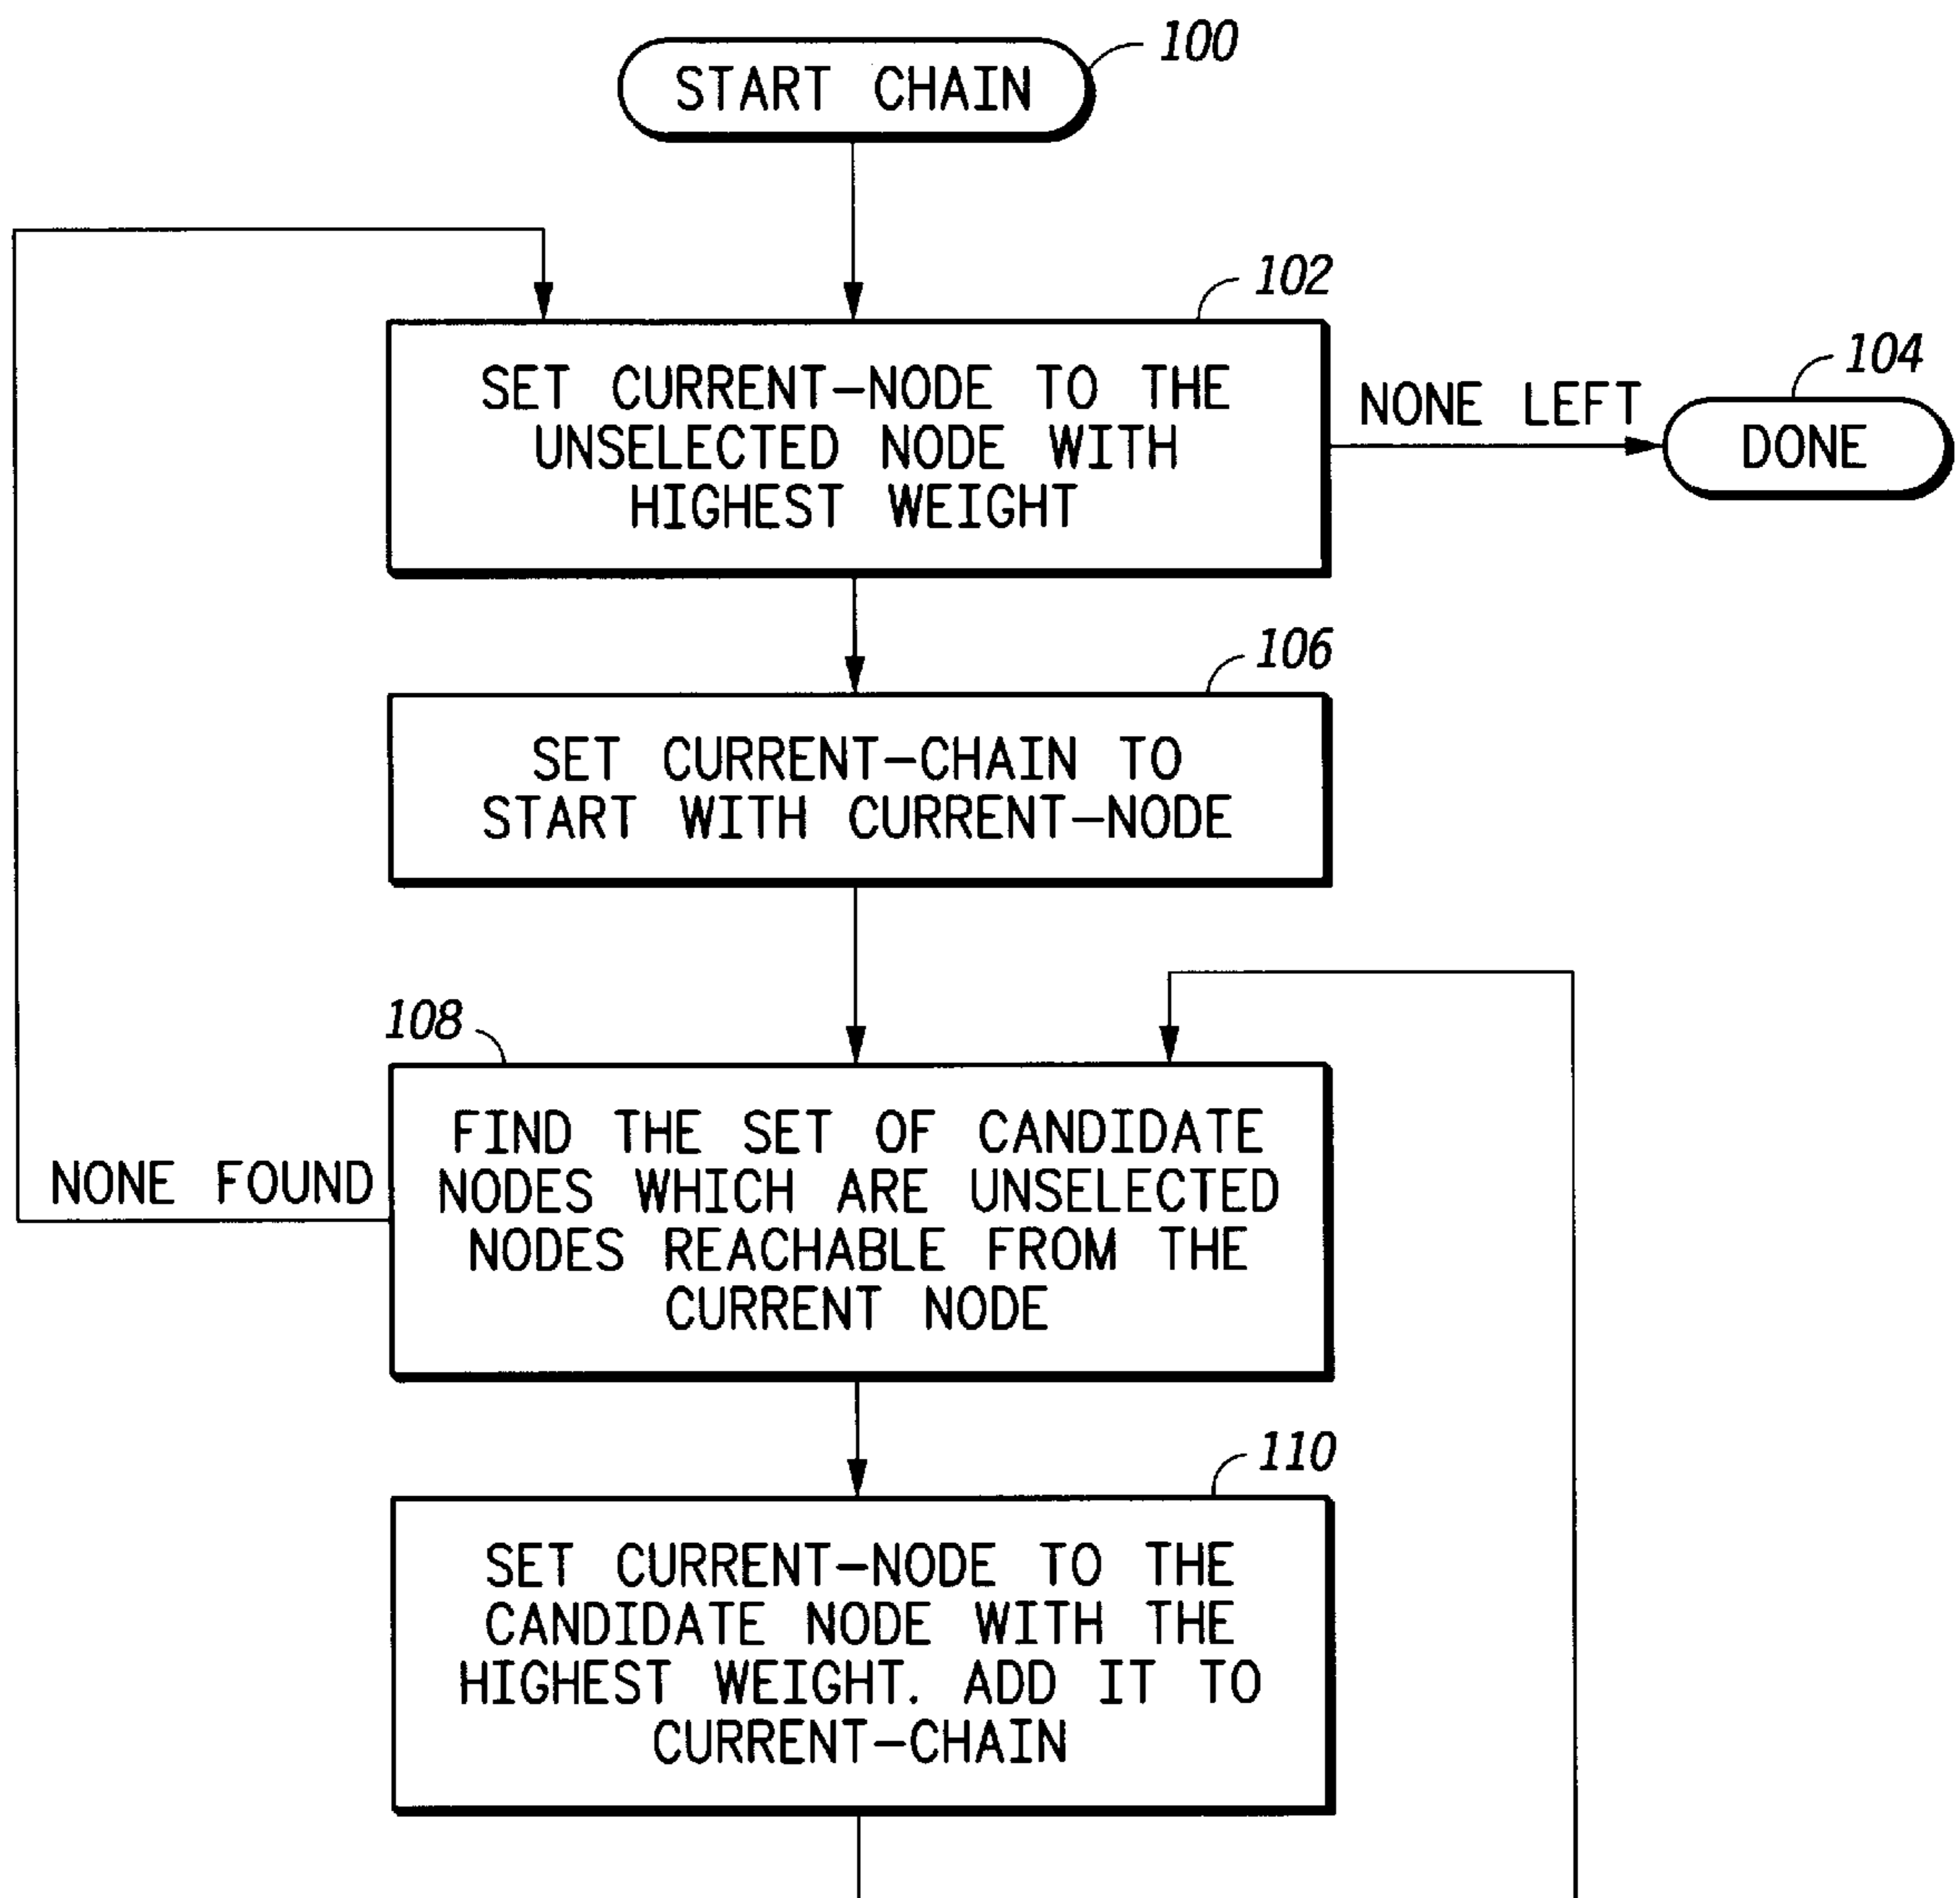 START CHAIN
100
102
SET CURRENT-NODE TO THE
UNSELECTED NODE WITH
HIGHEST WEIGHT
NONE LEFT
104
DONE
106
SET CURRENT-CHAIN TO
START WITH CURRENT-NODE
108
FIND THE SET OF CANDIDATE
NODES WHICH ARE UNSELECTED
NODES REACHABLE FROM THE
CURRENT NODE
NONE FOUND
110
SET CURRENT-NODE TO THE
CANDIDATE NODE WITH THE
HIGHEST WEIGHT. ADD IT TO
CURRENT-CHAIN